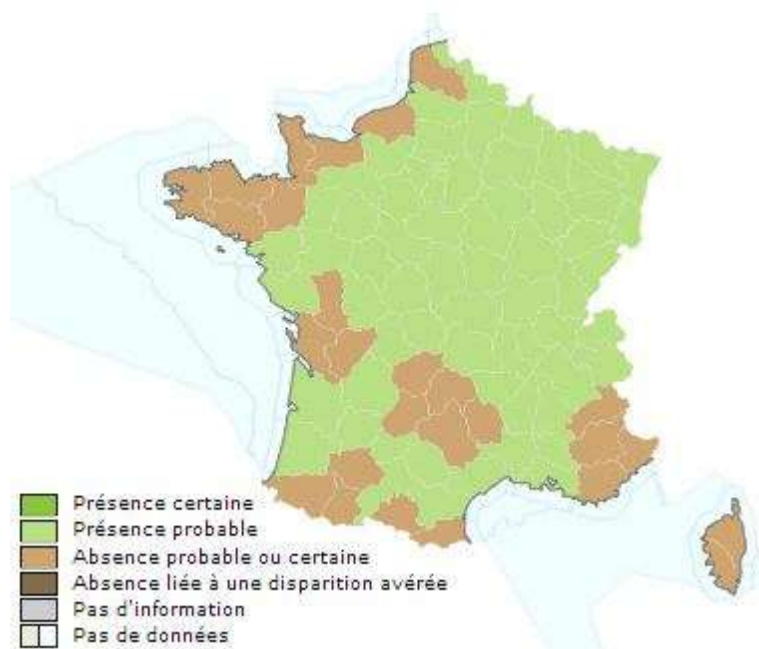 Présence certaine
Présence probable
Absence probable ou certaine
Absence liée à une disparition avérée
Pas d'information
Pas de données